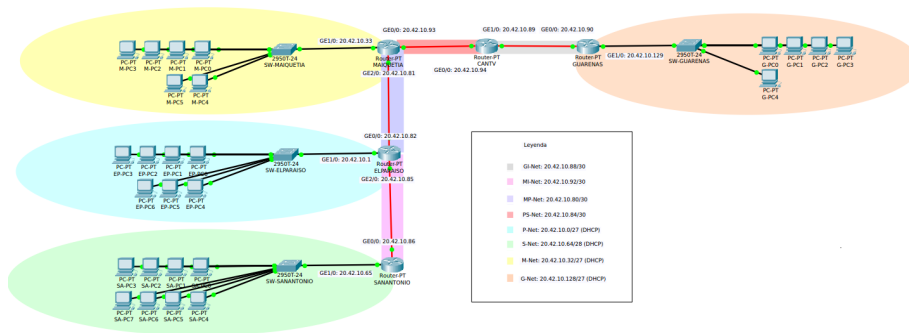 GE0/0: 20.42.10.93
GE1/0: 20.42.10.89
GE0/0: 20.42.10.90
GE1/0: 20.42.10.33
Router-PT
MAIQUETIA
GE2/0: 20.42.10.81
Router-PT
CANTV
GE0/0: 20.42.10.94
Router-PT
GUARENAS
GE1/0: 20.42.10.129
2950T-24
SW-MAIQUETIA
PC-PT
M-PC3
PC-PT
M-PC2
PC-PT
M-PC1
PC-PT
M-PC0
PC-PT
M-PC5
PC-PT
M-PC4
2950T-24
SW-GUARENAS
PC-PT
G-PC0
PC-PT
G-PC1
PC-PT
G-PC2
PC-PT
G-PC3
PC-PT
G-PC4
GE0/0: 20.42.10.82
GE1/0: 20.42.10.1
Router-PT
ELPARAISO
GE2/0: 20.42.10.85
2950T-24
SW-ELPARAISO
PC-PT
EP-PC3
PC-PT
EP-PC2
PC-PT
EP-PC1
PC-PT
PC-PT
EP-PC6
PC-PT
EP-PC5
PC-PT
EP-PC4
GE0/0: 20.42.10.86
GE1/0: 20.42.10.65
Router-PT
SANANTONIO
2950T-24
SW-SANANTONIO
PC-PT
SA-PC3
PC-PT
SA-PC2
PC-PT
SA-PC1
PC-PT
PC-PT
SA-PC7
PC-PT
SA-PC6
PC-PT
SA-PC5
PC-PT
SA-PC4
Leyenda
GI-Net: 20.42.10.88/30
MI-Net: 20.42.10.92/30
MP-Net: 20.42.10.80/30
PS-Net: 20.42.10.84/30
P-Net: 20.42.10.0/27 (DHCP)
S-Net: 20.42.10.64/28 (DHCP)
M-Net: 20.42.10.32/27 (DHCP)
G-Net: 20.42.10.128/27 (DHCP)